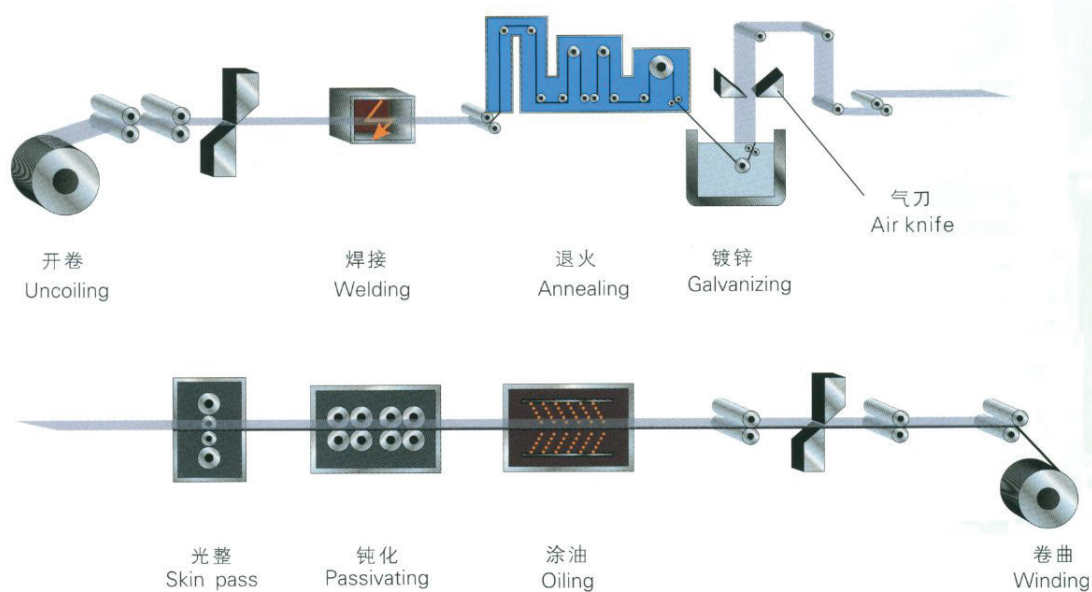 气刀
Air knife
开卷
Uncoiling
焊接
Welding
退火
Annealing
镀锌
Galvanizing
光整
Skin pass
钝化
Passivating
涂油
Oiling
卷曲
Winding